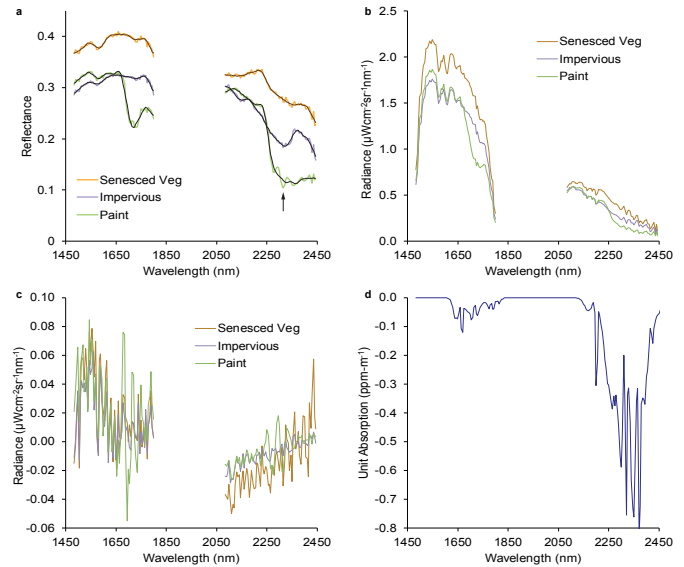 a
0.4
0.3
0.2
0.1
0
Reflectance
Senesced Veg
Impervious
Paint
1450 1650 1850 2050 2250 2450
Wavelength (nm)
b
2.5
2.0
1.5
1.0
0.5
0
Radiance (µWcm⁻²sr⁻¹nm⁻¹)
Senesced Veg
Impervious
Paint
1450 1650 1850 2050 2250 2450
Wavelength (nm)
c
0.10
0.08
0.06
0.04
0.02
0.00
-0.02
-0.04
-0.06
Radiance (µWcm⁻²sr⁻¹nm⁻¹)
Senesced Veg
Impervious
Paint
1450 1650 1850 2050 2250 2450
Wavelength (nm)
d
0
-0.1
-0.2
-0.3
-0.4
-0.5
-0.6
-0.7
-0.8
Unit Absorption (ppm-m⁻¹)
1450 1650 1850 2050 2250 2450
Wavelength (nm)